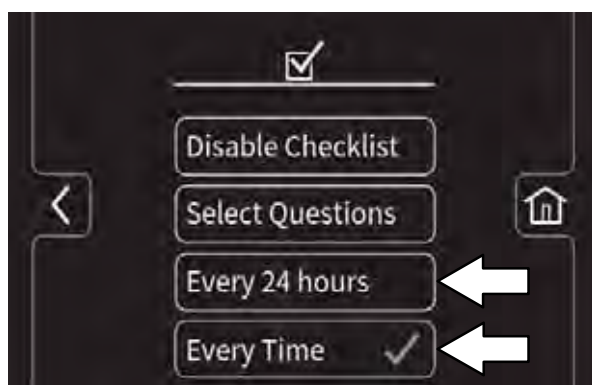 Disable Checklist
Select Questions
Every 24 hours
Every Time